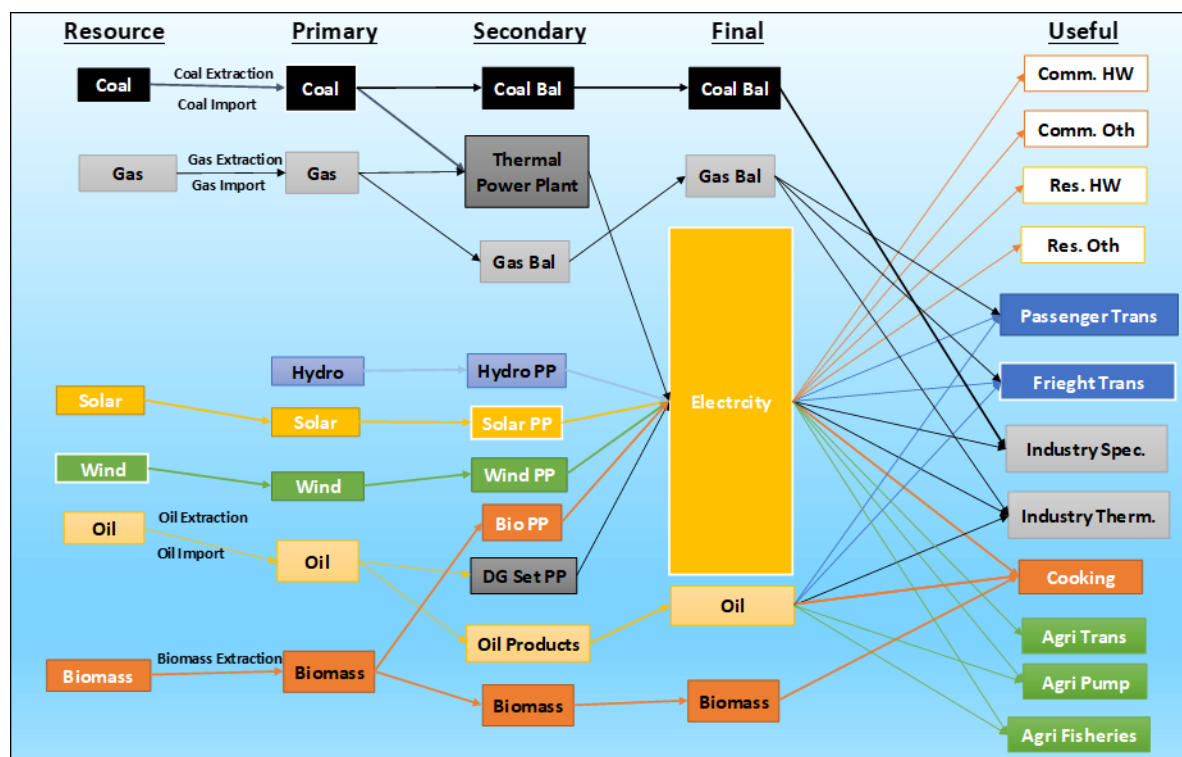 Resource
Primary
Secondary
Final
Useful
Coal
Coal Extraction
Coal Import
Coal
Coal Bal
Coal Bal
Comm. HW
Comm. Oth
Gas
Gas Extraction
Gas Import
Gas
Thermal
Power Plant
Gas Bal
Res. HW
Gas Bal
Res. Oth
Passenger Trans
Hydro
Hydro PP
Frieght Trans
Solar
Solar
Solar PP
Electrcity
Industry Spec.
Wind
Wind
Wind PP
Oil
Oil Extraction
Oil Import
Bio PP
Industry Therm.
Oil
DG Set PP
Cooking
Oil
Oil Products
Agri Trans
Biomass
Biomass Extraction
Biomass
Agri Pump
Biomass
Biomass
Agri Fisheries